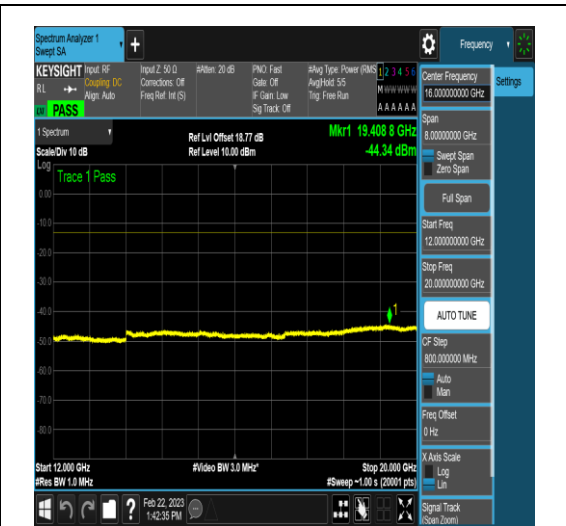 Spectrum Analyzer 1
Swept SA
+
Frequency
KEYSIGHT
RL
PASS
Input: RF
Coupling: DC
Align: Auto
Input Z: 50 Ω
Corrections: Off
Freq Ref: Int (S)
#Atten: 20 dB
PNO: Fast
Gate: Off
IF Gain: Low
Sig Track: Off
#Avg Type: Power (RMS)
Avg|Hold: 5/5
Trig: Free Run
1 2 3 4 5 6
M W W W W W
A A A A A A
1 Spectrum
Scale/Div 10 dB
Ref Lvl Offset 18.77 dB
Ref Level 10.00 dBm
Mkr1 19.408 8 GHz
-44.34 dBm
Log
Trace 1 Pass
0.00
-10.0
-20.0
-30.0
-40.0
-50.0
-60.0
-70.0
-80.0
1
Start 12.000 GHz
#Res BW 1.0 MHz
#Video BW 3.0 MHz*
Stop 20.000 GHz
#Sweep ~1.00 s (20001 pts)
Feb 22, 2023
1:42:35 PM
?
Center Frequency
16.000000000 GHz
Settings
Span
8.00000000 GHz
Swept Span
Zero Span
Full Span
Start Freq
12.000000000 GHz
Stop Freq
20.000000000 GHz
AUTO TUNE
CF Step
800.000000 MHz
Auto
Man
Freq Offset
0 Hz
X Axis Scale
Log
Lin
Signal Track
(Span Zoom)